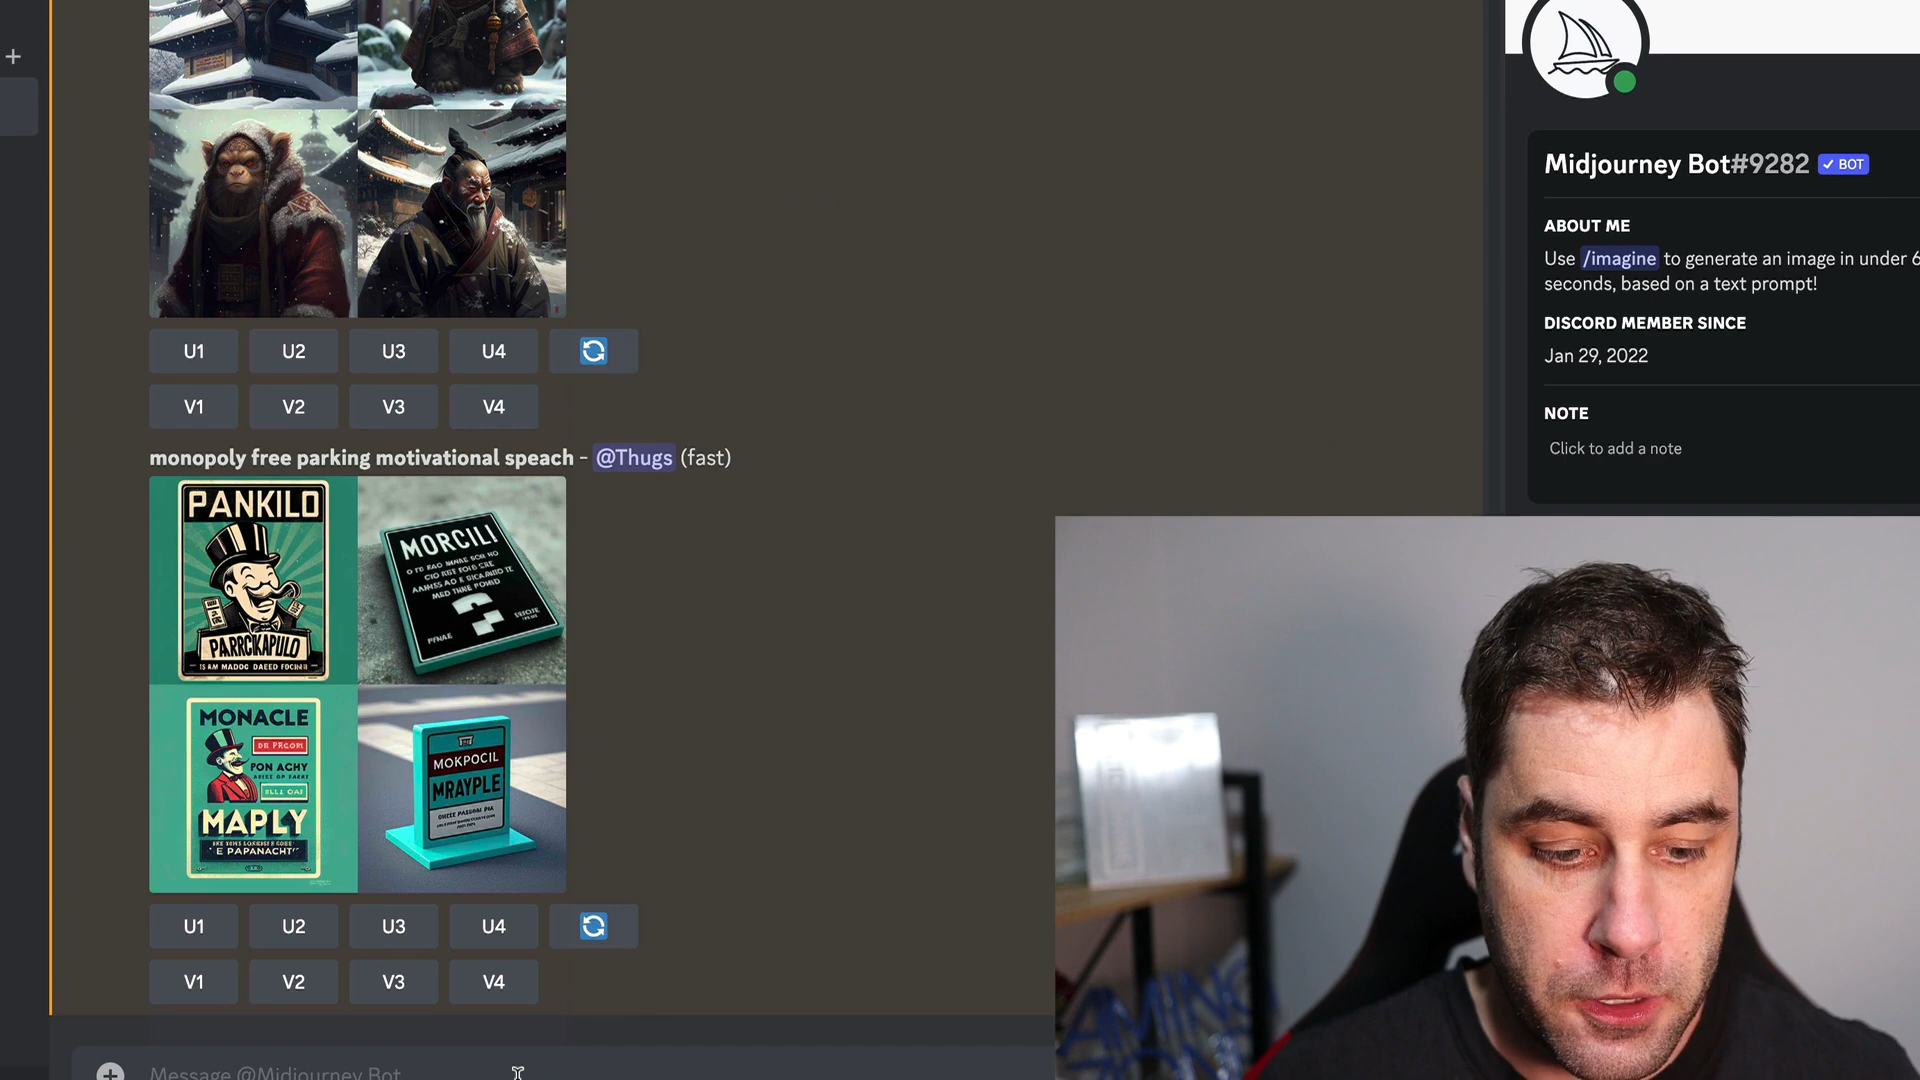 U1 U2 U3 U4
V1 V2 V3 V4
monopoly free parking motivational speach - @Thugs (fast)
PANKILO
PARRCKAPULO
MORCILI
MONACLE
PON ACHY
MAPLY
E PAPANACHT
MOKPOCIL
MRAYPLE
U1 U2 U3 U4
V1 V2 V3 V4
Message @Midjourney Bot
Midjourney Bot#9282 BOT
ABOUT ME
Use /imagine to generate an image in under 6
seconds, based on a text prompt!
DISCORD MEMBER SINCE
Jan 29, 2022
NOTE
Click to add a note